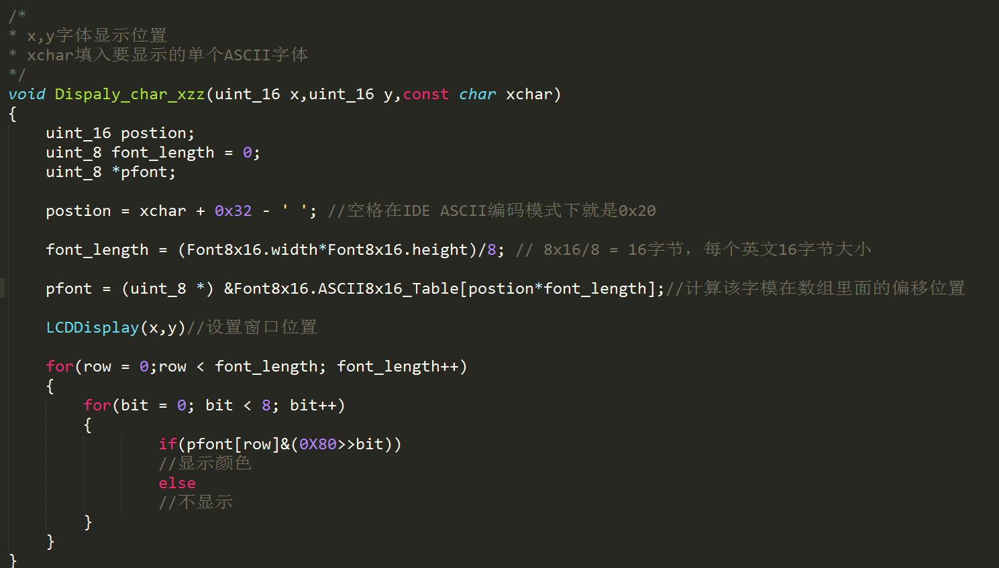 /*
* x,y字体显示位置
* xchar填入要显示的单个ASCII字体
*/
void Dispaly_char_xzz(uint_16 x,uint_16 y,const char xchar)
{
    uint_16 postion;
    uint_8 font_length = 0;
    uint_8 *pfont;
    postion = xchar + 0x32 - ' '; //空格在IDE ASCII编码模式下就是0x20
    font_length = (Font8x16.width*Font8x16.height)/8; // 8x16/8 = 16字节，每个英文16字节大小
    pfont = (uint_8 *) &Font8x16.ASCII8x16_Table[postion*font_length];//计算该字模在数组里面的偏移位置
    LCDDisplay(x,y)//设置窗口位置
    for(row = 0;row < font_length; font_length++)
    {
        for(bit = 0; bit < 8; bit++)
        {
                if(pfont[row]&(0X80>>bit))
                //显示颜色
                else
                //不显示
        }
    }
}